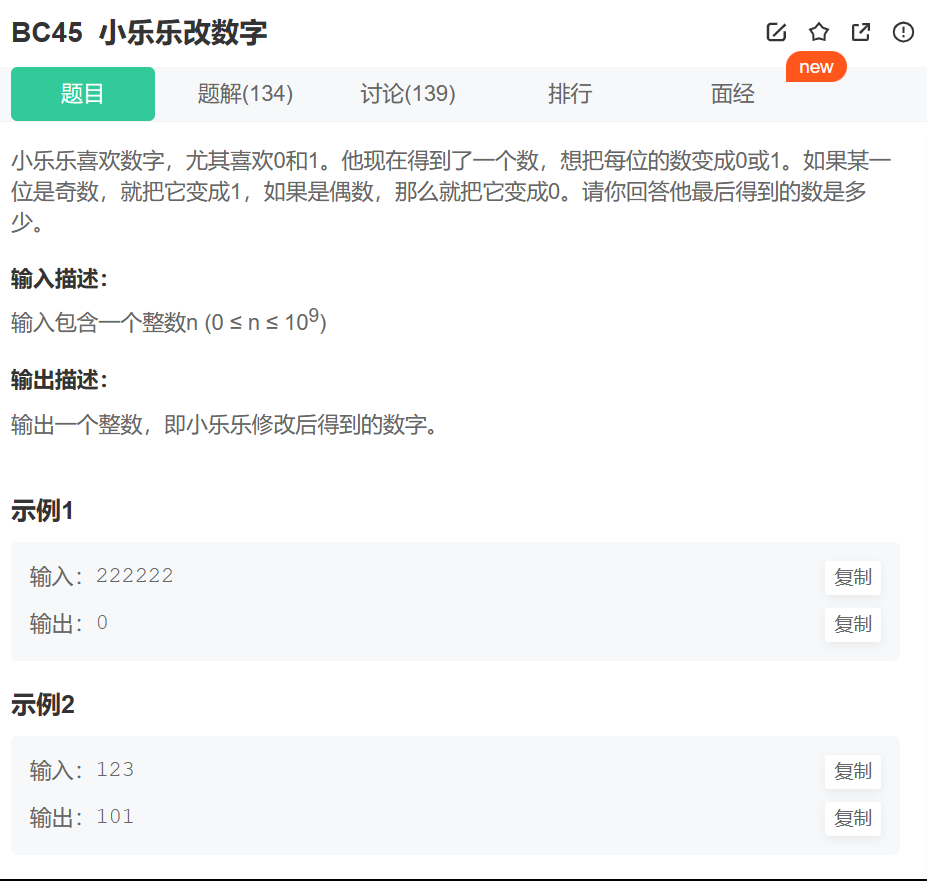 BC45 小乐乐改数字
new
题目 题解(134) 讨论(139) 排行 面经
小乐乐喜欢数字，尤其喜欢0和1。他现在得到了一个数，想把每位的数变成0或1。如果某一
位是奇数，就把它变成1，如果是偶数，那么就把它变成0。请你回答他最后得到的数是多
少。
输入描述：
输入包含一个整数n (0 ≤ n ≤ 10⁹)
输出描述：
输出一个整数，即小乐乐修改后得到的数字。
示例1
输入：222222 复制
输出：0 复制
示例2
输入：123 复制
输出：101 复制